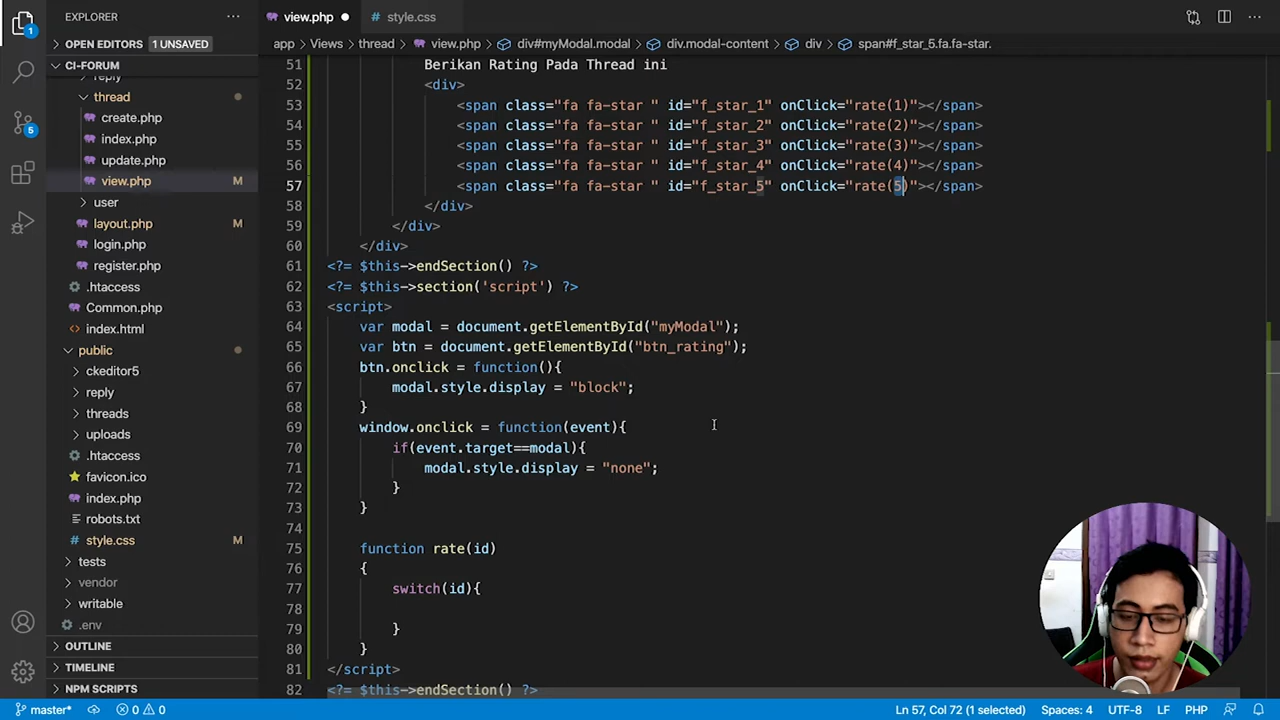 EXPLORER
view.php
style.css
OPEN EDITORS 1 UNSAVED
app > Views > thread > view.php > div#myModal.modal > div.modal-content > div > span#f_star_5.fa.fa-star.
CI-FORUM
thread
create.php
index.php
update.php
view.php M
user
layout.php M
login.php
register.php
.htaccess
Common.php
index.html
public
ckeditor5
reply
threads
uploads
.htaccess
favicon.ico
index.php
robots.txt
style.css M
tests
vendor
writable
.env
OUTLINE
TIMELINE
NPM SCRIPTS
51 Berikan Rating Pada Thread ini
52 <div>
53 <span class="fa fa-star " id="f_star_1" onClick="rate(1)"></span>
54 <span class="fa fa-star " id="f_star_2" onClick="rate(2)"></span>
55 <span class="fa fa-star " id="f_star_3" onClick="rate(3)"></span>
56 <span class="fa fa-star " id="f_star_4" onClick="rate(4)"></span>
57 <span class="fa fa-star " id="f_star_5" onClick="rate(5)"></span>
58 </div>
59 </div>
60 </div>
61 <?= $this->endSection() ?>
62 <?= $this->section('script') ?>
63 <script>
64 var modal = document.getElementById("myModal");
65 var btn = document.getElementById("btn_rating");
66 btn.onclick = function(){
67 modal.style.display = "block";
68 }
69 window.onclick = function(event){
70 if(event.target==modal){
71 modal.style.display = "none";
72 }
73 }
74
75 function rate(id)
76 {
77 switch(id){
78
79 }
80 }
81 </script>
82 <?= $this->endSection() ?>
master* 0 0
Ln 57, Col 72 (1 selected) Spaces: 4 UTF-8 LF PHP
1
5